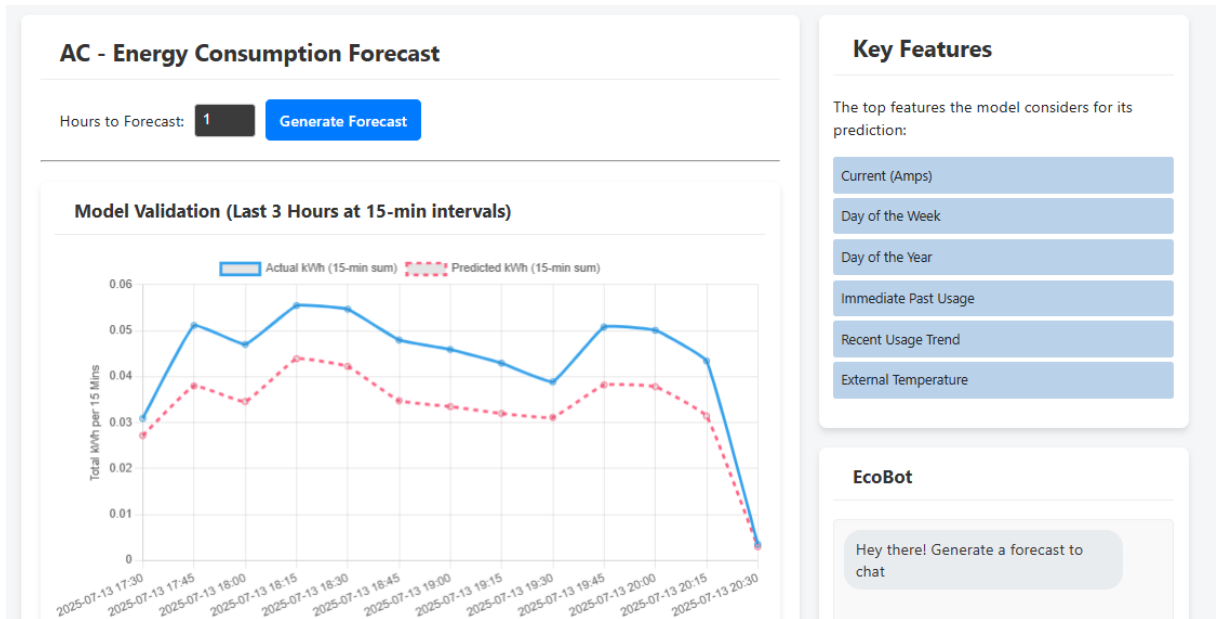 AC - Energy Consumption Forecast
Hours to Forecast:
1
Generate Forecast
Model Validation (Last 3 Hours at 15-min intervals)
Actual kWh (15-min sum)
Predicted kWh (15-min sum)
Total kWh per 15 Mins
0.06
0.05
0.04
0.03
0.02
0.01
0
2025-07-13 17:30
2025-07-13 17:45
2025-07-13 18:00
2025-07-13 18:15
2025-07-13 18:30
2025-07-13 18:45
2025-07-13 19:00
2025-07-13 19:15
2025-07-13 19:30
2025-07-13 19:45
2025-07-13 20:00
2025-07-13 20:15
2025-07-13 20:30
Key Features
The top features the model considers for its
prediction:
Current (Amps)
Day of the Week
Day of the Year
Immediate Past Usage
Recent Usage Trend
External Temperature
EcoBot
Hey there! Generate a forecast to
chat